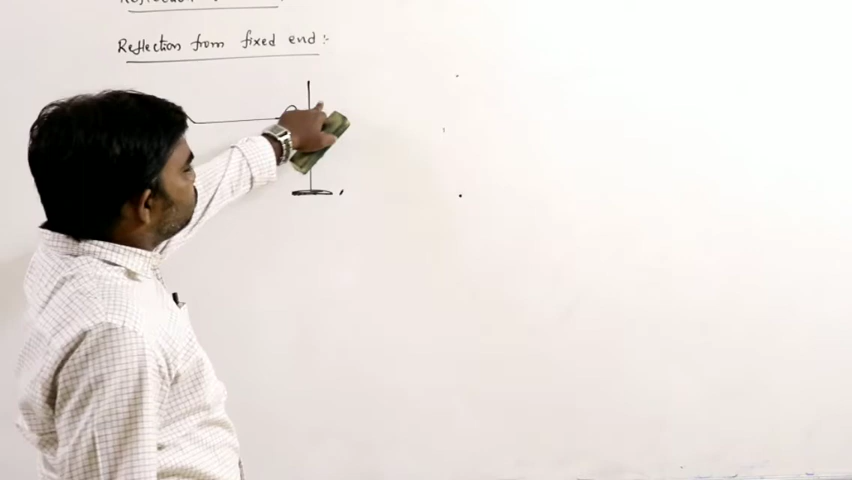 Reflection from fixed end :-